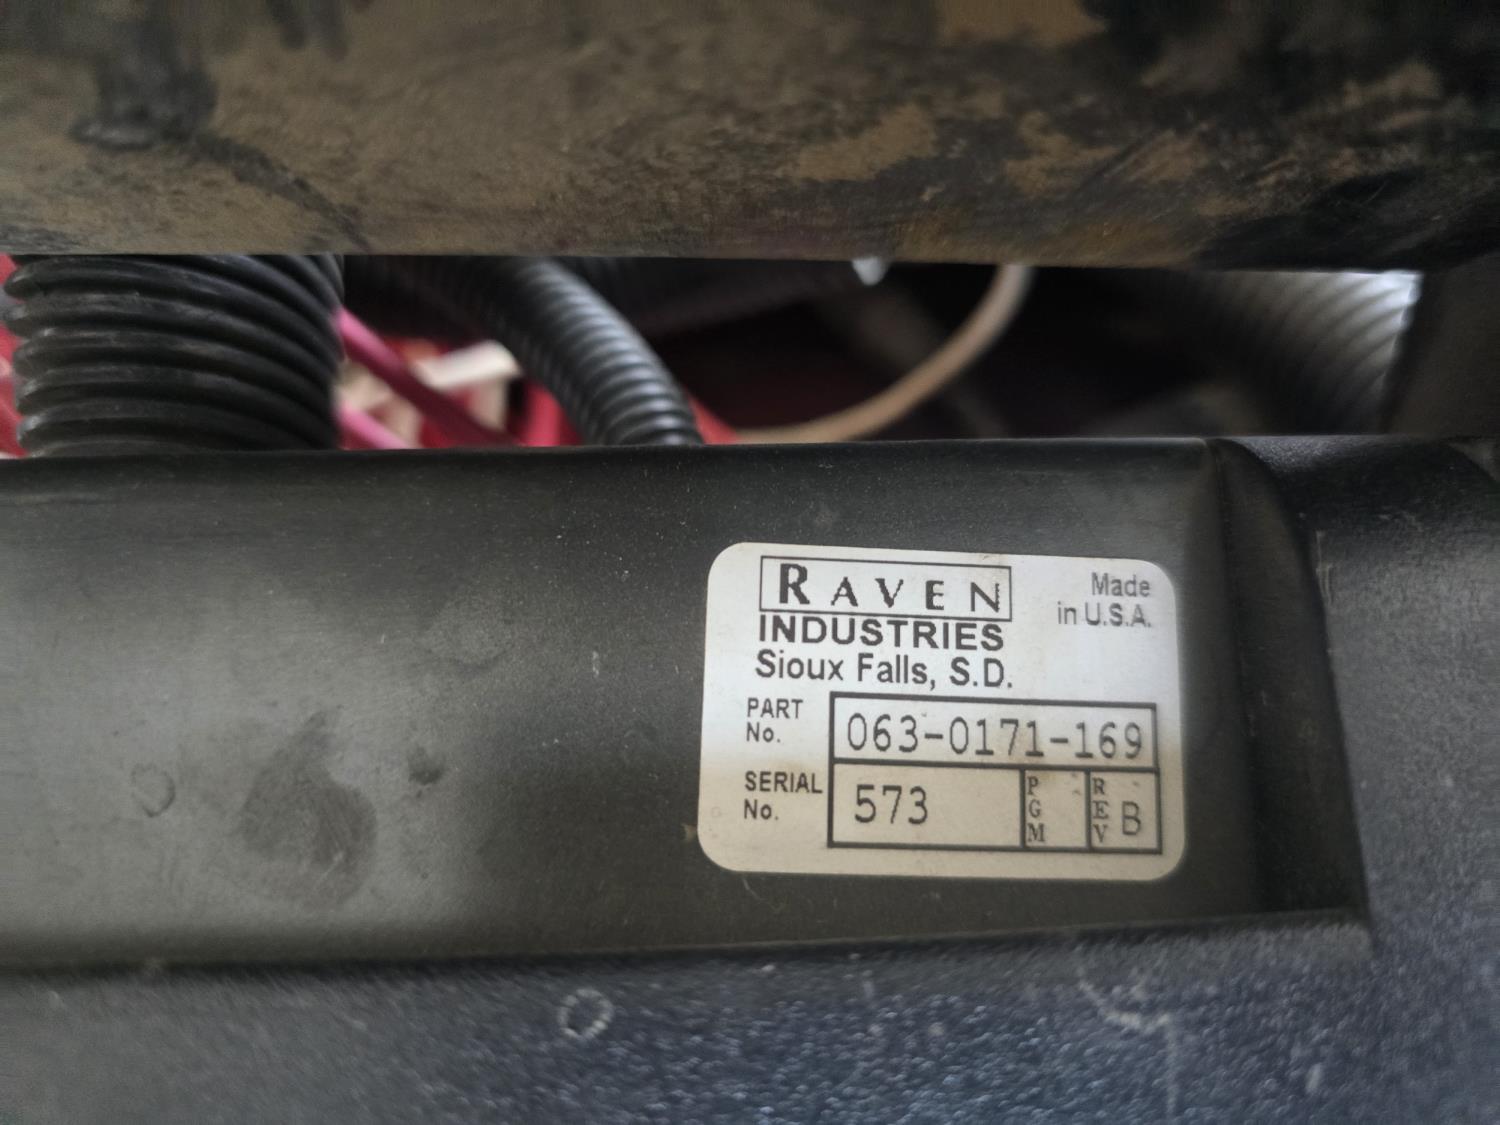 RAVEN
INDUSTRIES
Sioux Falls, S.D.
Made
in U.S.A.
PART
No.
063-0171-169
SERIAL
No.
573
PGM
REV
B